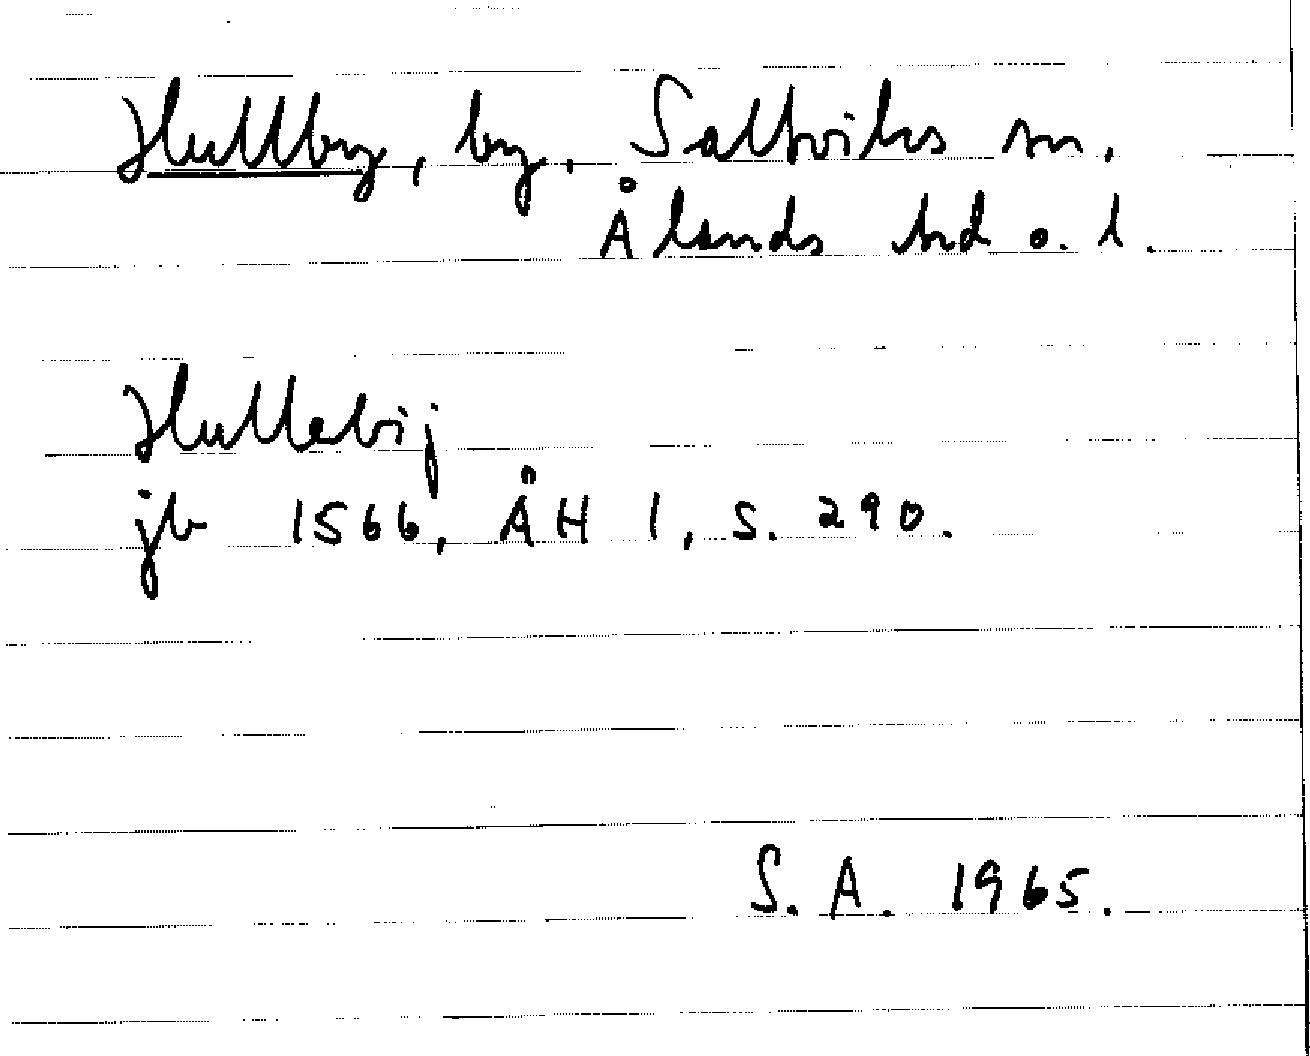 Hullby, by, Saltviks sn,
Ålands hd o. l.
Hullebij
jb 1566, ÅH 1, s. 290.
S. A. 1965.